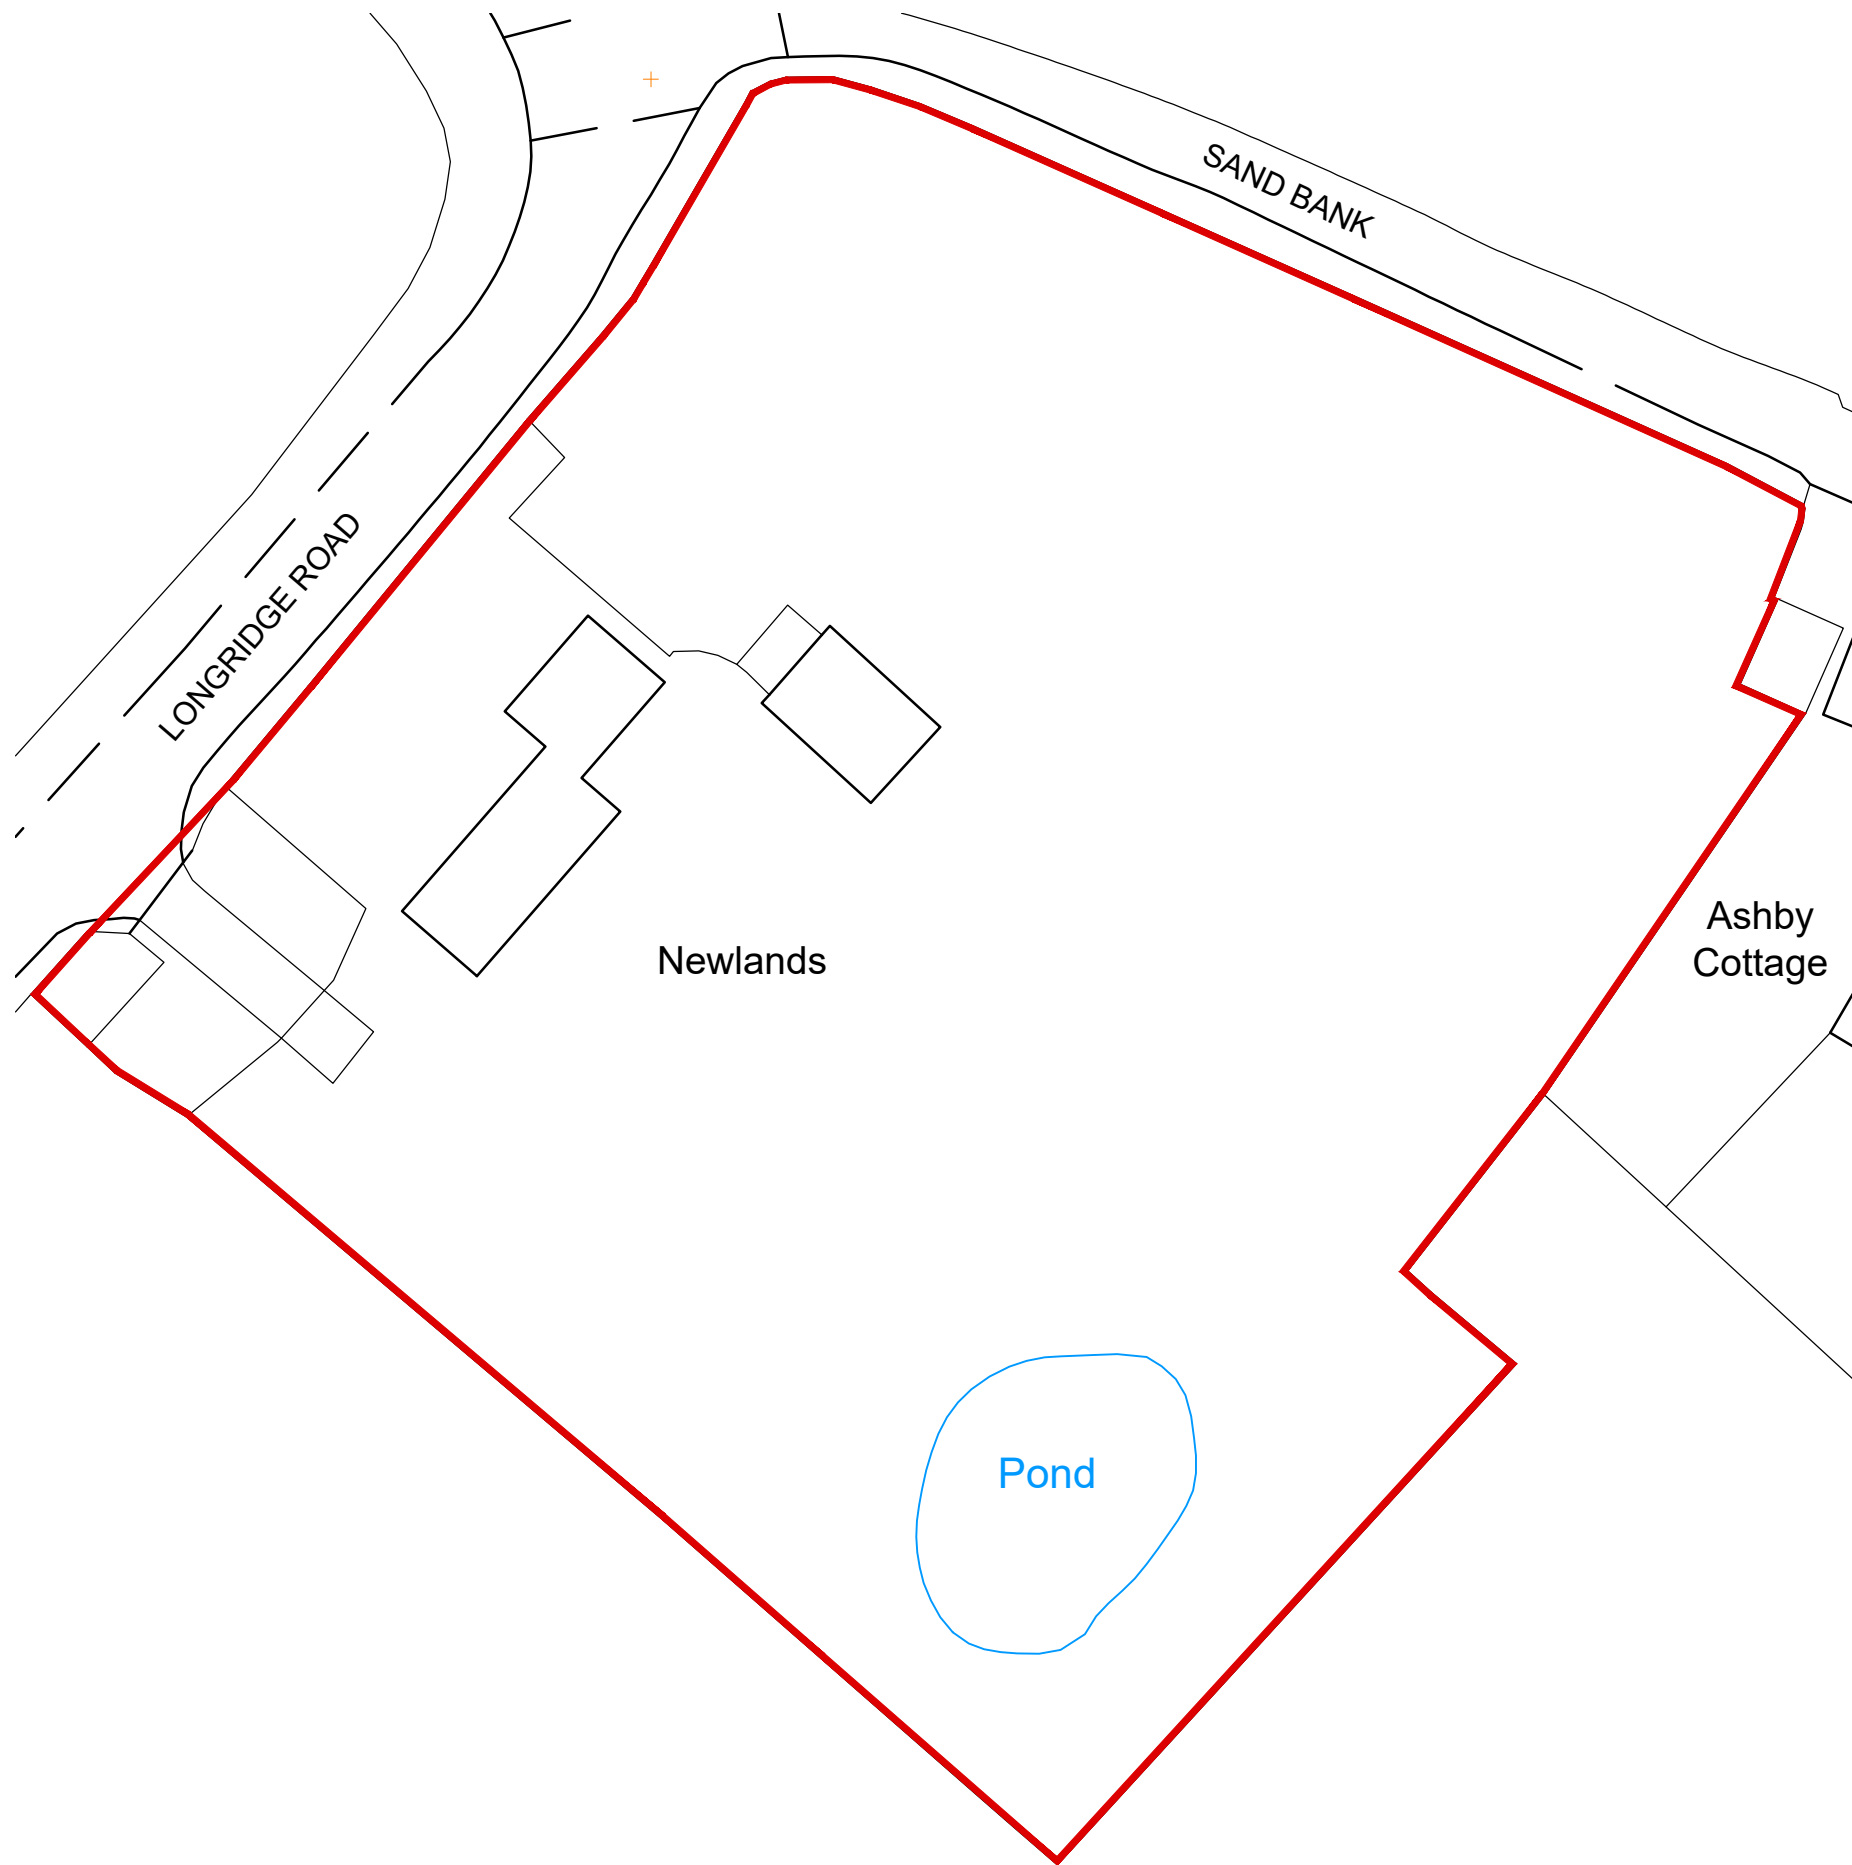 SAND BANK
LONGRIDGE ROAD
Newlands
Ashby
Cottage
Pond